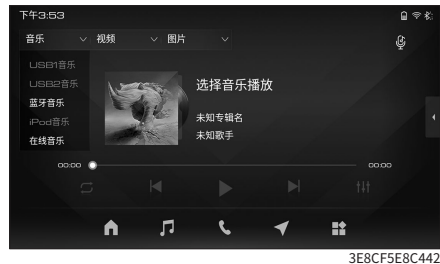 下午3:53
音乐 视频 图片
USB1音乐
USB2音乐
蓝牙音乐
iPod音乐
在线音乐
选择音乐播放
未知专辑名
未知歌手
00:00 00:00
3E8CF5E8C442